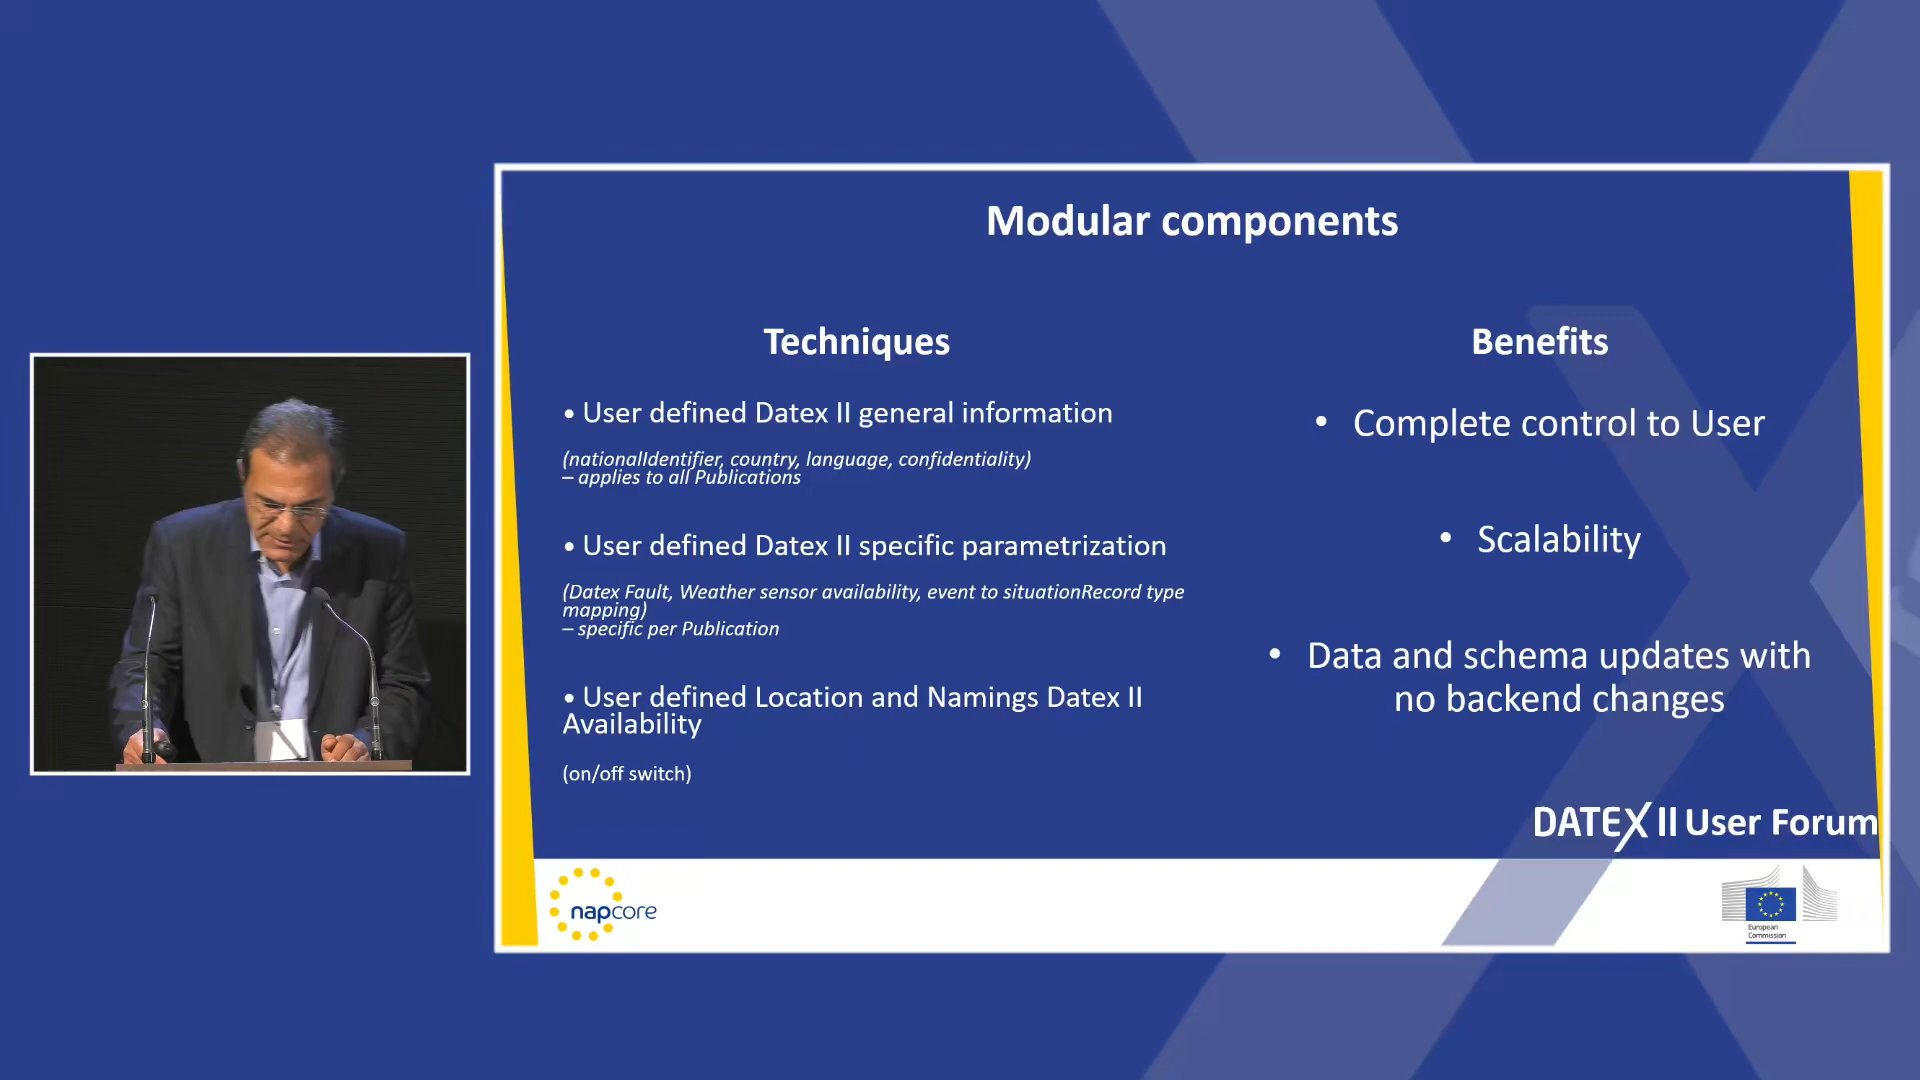 Modular components
Techniques
• User defined Datex II general information
(nationalIdentifier, country, language, confidentiality)
– applies to all Publications
• User defined Datex II specific parametrization
(Datex Fault, Weather sensor availability, event to situationRecord type
mapping)
– specific per Publication
• User defined Location and Namings Datex II
Availability
(on/off switch)
Benefits
• Complete control to User
• Scalability
• Data and schema updates with
no backend changes
DATEX II User Forum
napcore
European
Commission